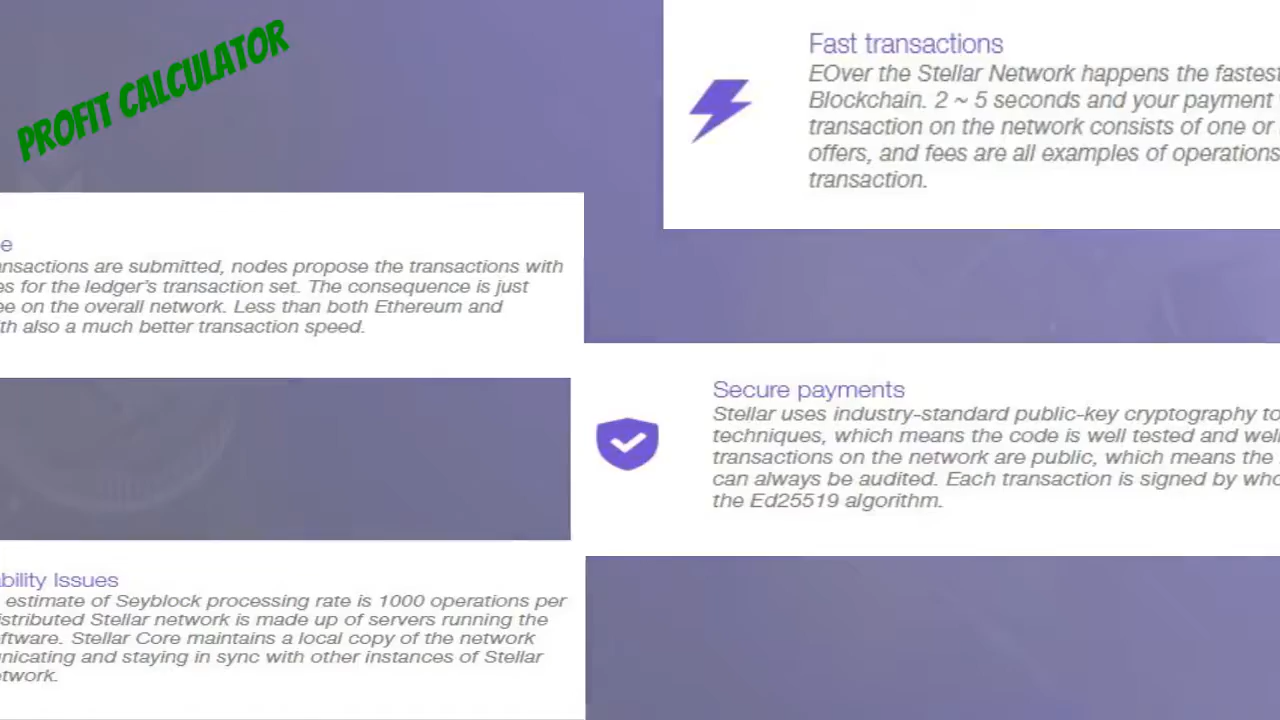 PROFIT CALCULATOR
Fast transactions
EOver the Stellar Network happens the fastest
Blockchain. 2 ~ 5 seconds and your payment
transaction on the network consists of one or
offers, and fees are all examples of operations
transaction.
ansactions are submitted, nodes propose the transactions with
es for the ledger's transaction set. The consequence is just
ee on the overall network. Less than both Ethereum and
th also a much better transaction speed.
Secure payments
Stellar uses industry-standard public-key cryptography to
techniques, which means the code is well tested and well
transactions on the network are public, which means the
can always be audited. Each transaction is signed by who
the Ed25519 algorithm.
ability Issues
estimate of Seyblock processing rate is 1000 operations per
istributed Stellar network is made up of servers running the
ftware. Stellar Core maintains a local copy of the network
nicating and staying in sync with other instances of Stellar
twork.